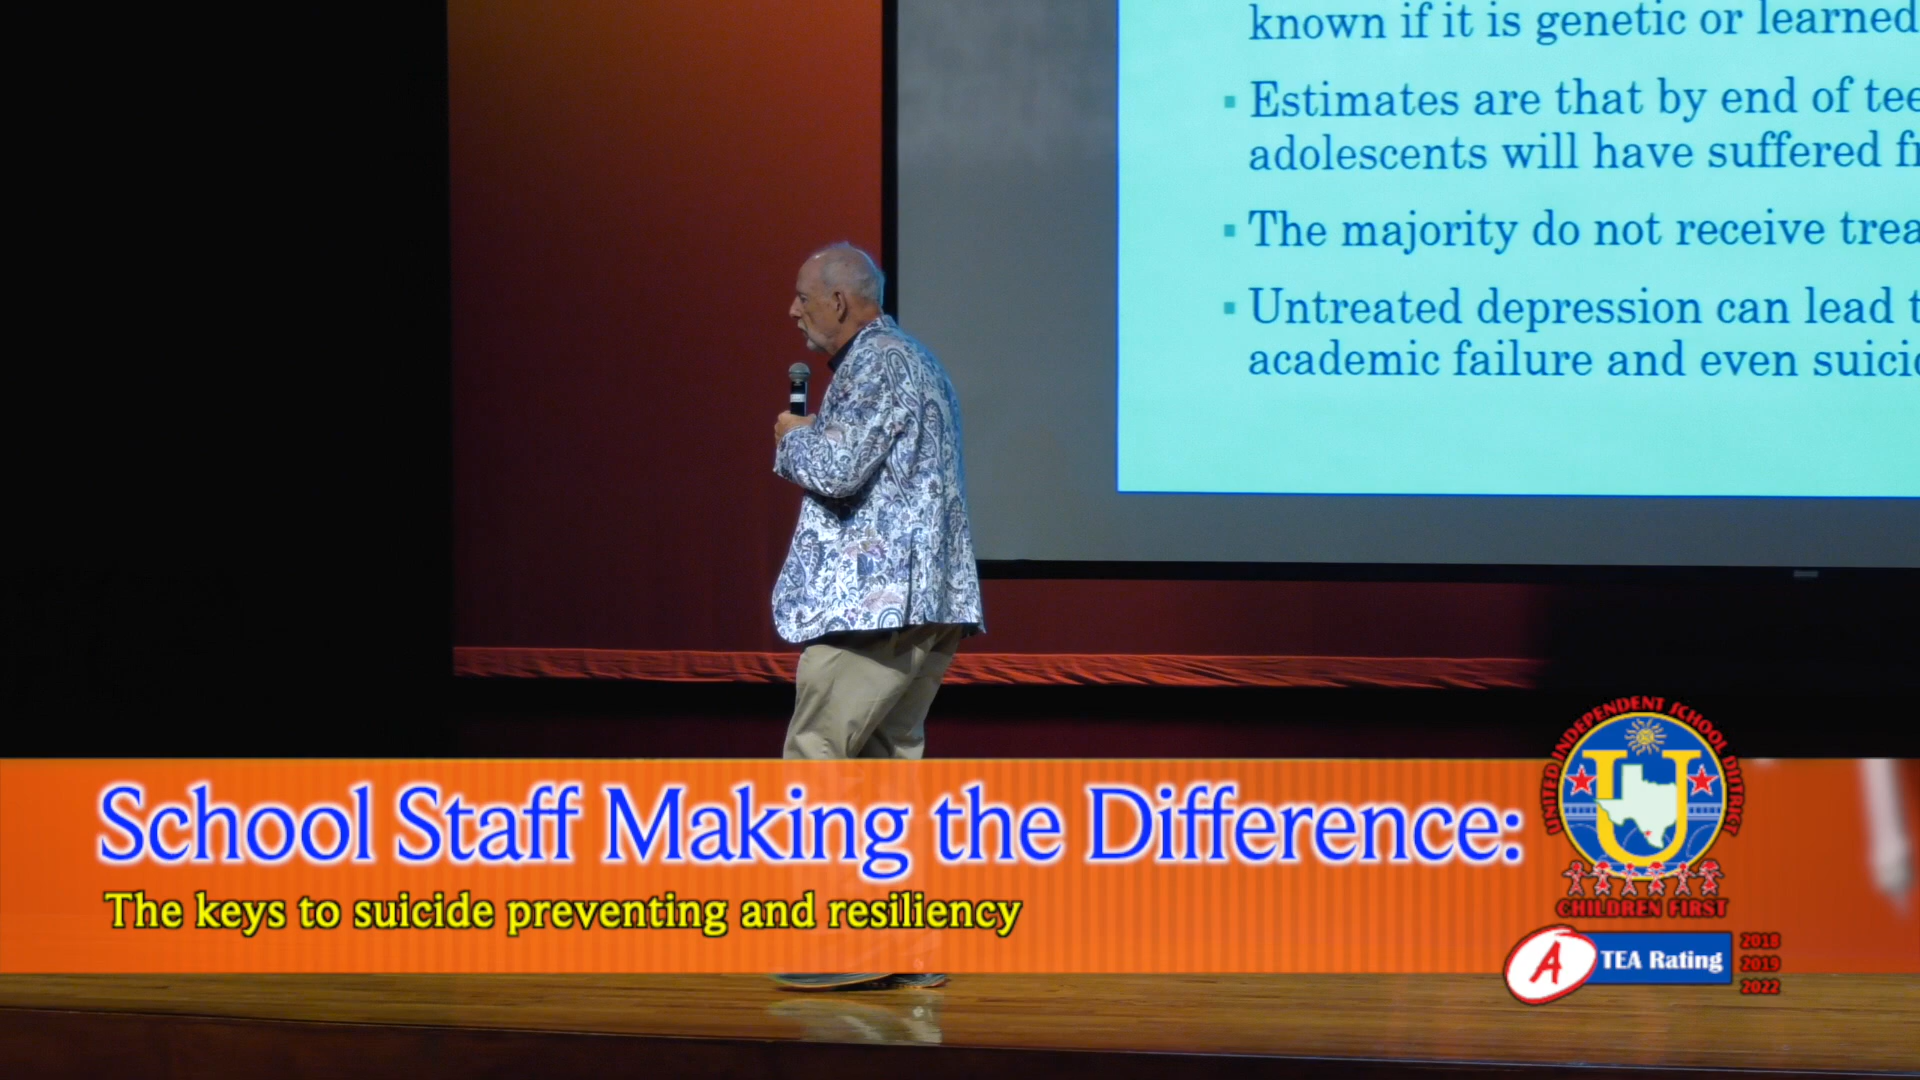 known if it is genetic or learned
▪ Estimates are that by end of tee
adolescents will have suffered fr
▪ The majority do not receive trea
▪ Untreated depression can lead t
academic failure and even suicid
School Staff Making the Difference:
The keys to suicide preventing and resiliency
UNITED INDEPENDENT SCHOOL DISTRICT
U
CHILDREN FIRST
A TEA Rating
2018
2019
2022